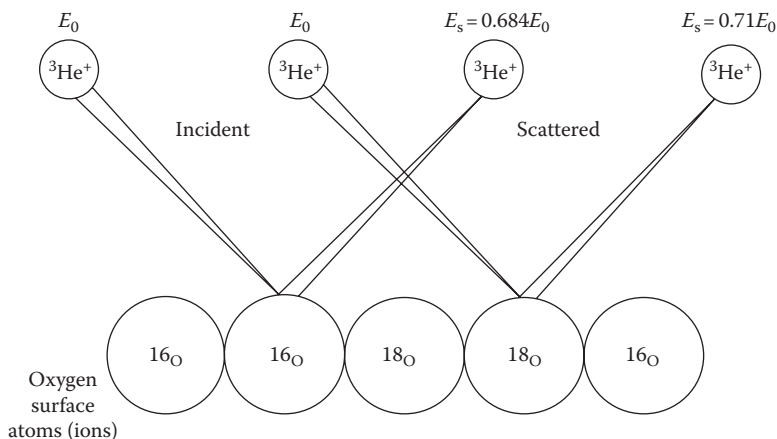 E₀ E₀ Eₛ = 0.684E₀ Eₛ = 0.71E₀
³He⁺ ³He⁺ ³He⁺ ³He⁺
Incident Scattered
16O 16O 18O 18O 16O
Oxygen
surface
atoms (ions)